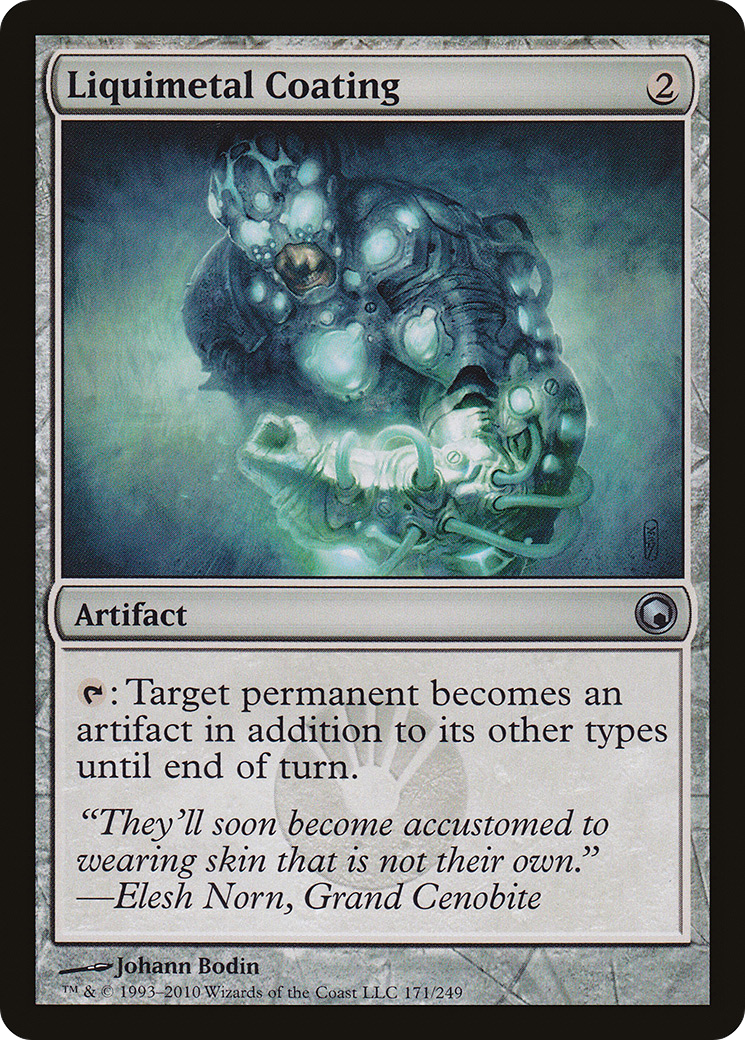 Liquimetal Coating 2
Artifact
: Target permanent becomes an
artifact in addition to its other types
until end of turn.
“They’ll soon become accustomed to
wearing skin that is not their own.”
—Elesh Norn, Grand Cenobite
Johann Bodin
™ & © 1993–2010 Wizards of the Coast LLC 171/249